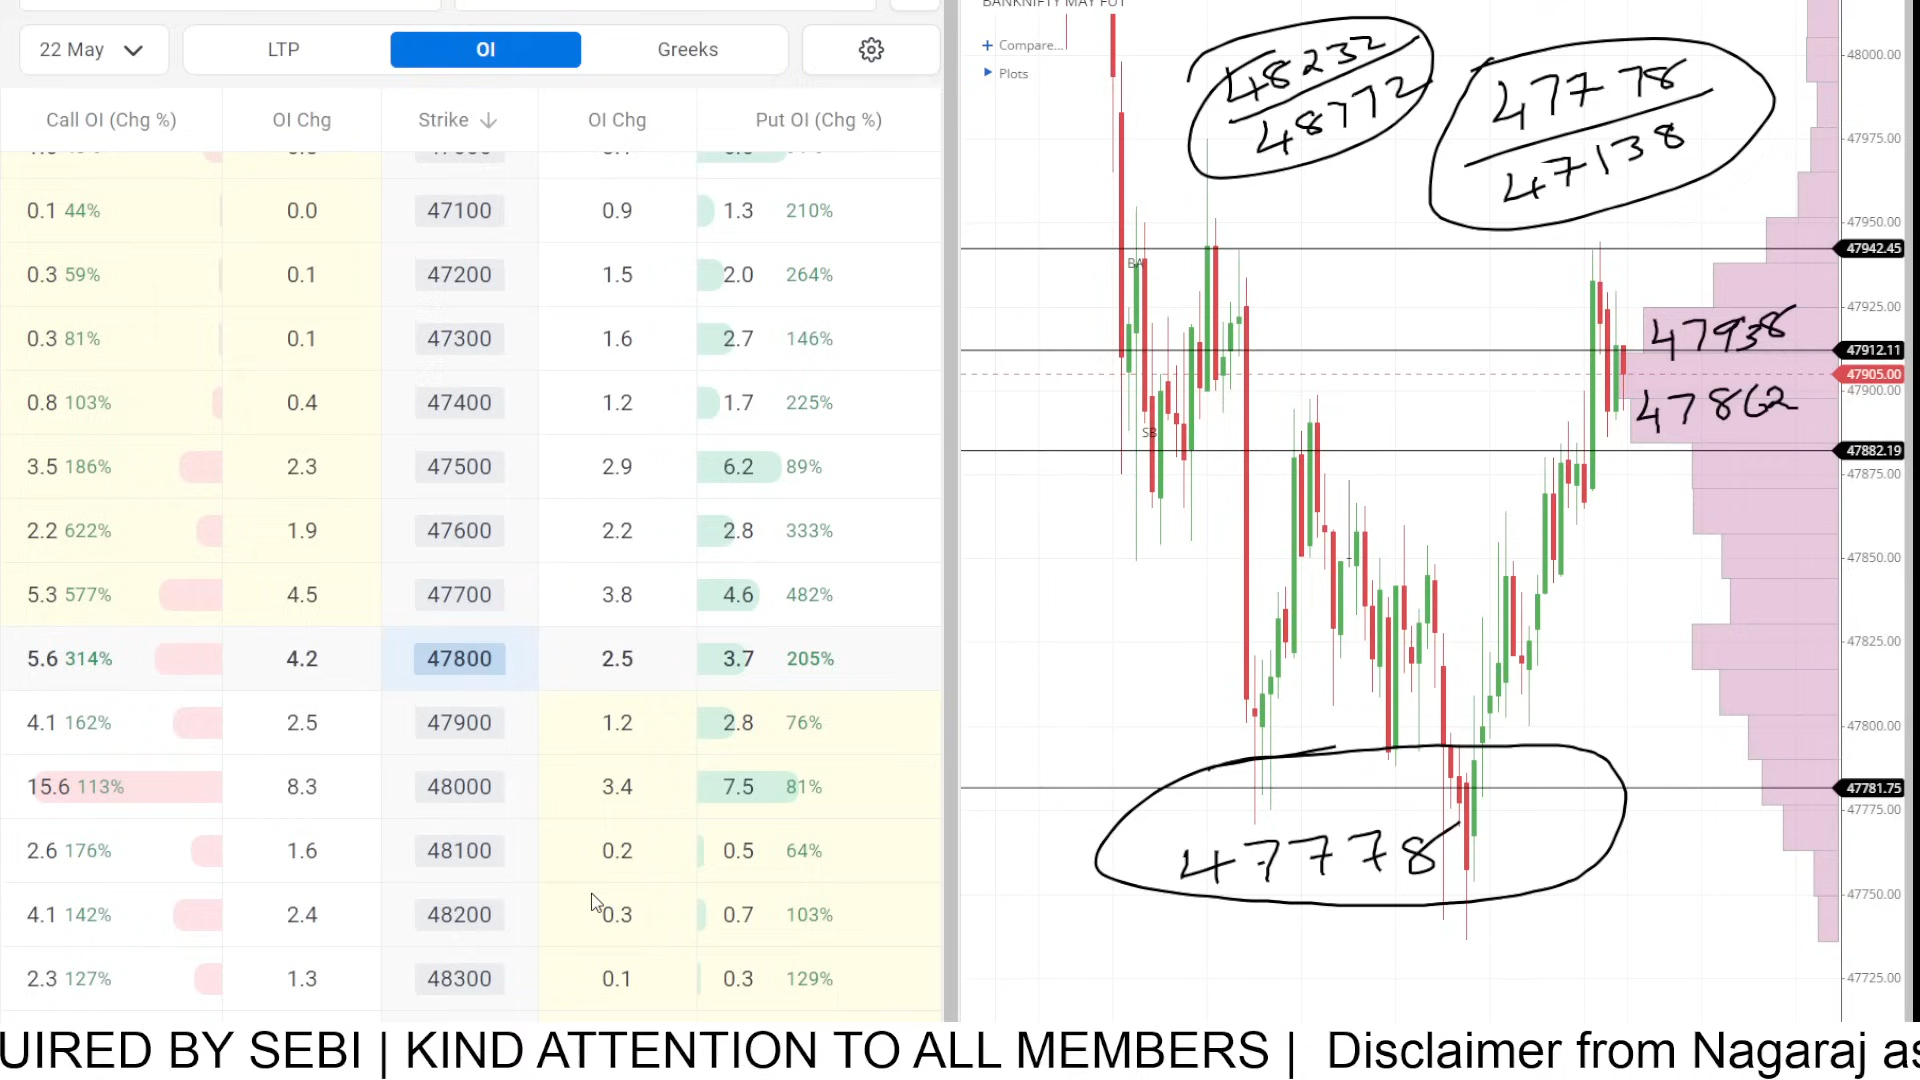 22 May LTP OI Greeks
Call OI (Chg %) OI Chg Strike OI Chg Put OI (Chg %)
0.1 44% 0.0 47100 0.9 1.3 210%
0.3 59% 0.1 47200 1.5 2.0 264%
0.3 81% 0.1 47300 1.6 2.7 146%
0.8 103% 0.4 47400 1.2 1.7 225%
3.5 186% 2.3 47500 2.9 6.2 89%
2.2 622% 1.9 47600 2.2 2.8 333%
5.3 577% 4.5 47700 3.8 4.6 482%
5.6 314% 4.2 47800 2.5 3.7 205%
4.1 162% 2.5 47900 1.2 2.8 76%
15.6 113% 8.3 48000 3.4 7.5 81%
2.6 176% 1.6 48100 0.2 0.5 64%
4.1 142% 2.4 48200 0.3 0.7 103%
2.3 127% 1.3 48300 0.1 0.3 129%
BANKNIFTY MAY FUT
Compare...
Plots
48232
48772
47778
47138
BA
SB
47938
47862
47778
48000.00
47975.00
47950.00
47942.45
47925.00
47912.11
47905.00
47900.00
47882.19
47875.00
47850.00
47825.00
47800.00
47781.75
47775.00
47750.00
47725.00
UIRED BY SEBI | KIND ATTENTION TO ALL MEMBERS | Disclaimer from Nagaraj as